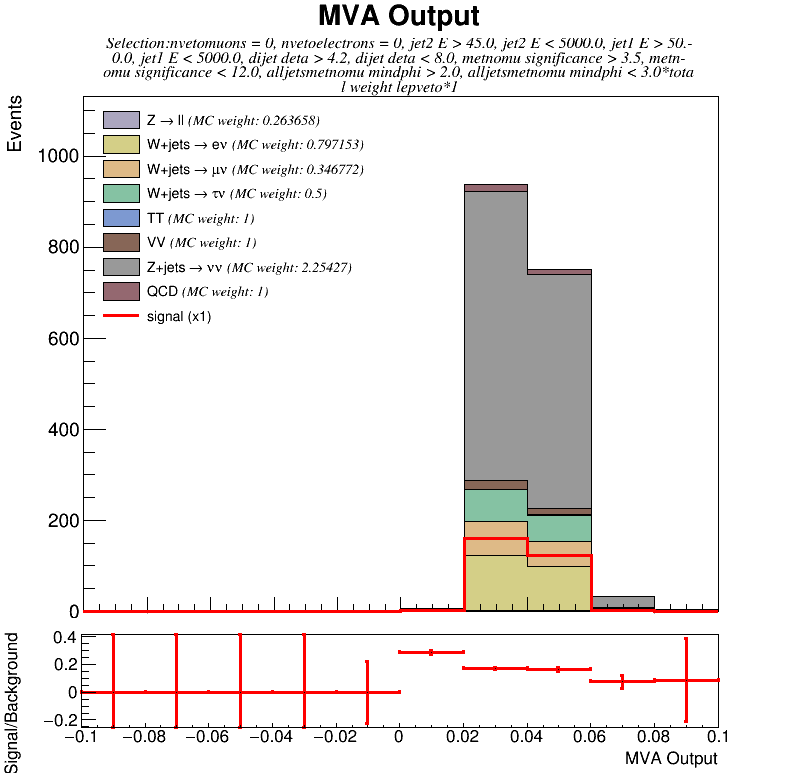 MVA Output
Selection:nvetomuons = 0, nvetoelectrons = 0, jet2 E > 45.0, jet2 E < 5000.0, jet1 E > 50.-
0.0, jet1 E < 5000.0, dijet deta > 4.2, dijet deta < 8.0, metnomu significance > 3.5, metn-
omu significance < 12.0, alljetsmetnomu mindphi > 2.0, alljetsmetnomu mindphi < 3.0*tota
l weight lepveto*1
Events
1000
800
600
400
200
0
Z → ll (MC weight: 0.263658)
W+jets → eν (MC weight: 0.797153)
W+jets → μν (MC weight: 0.346772)
W+jets → τν (MC weight: 0.5)
TT (MC weight: 1)
VV (MC weight: 1)
Z+jets → νν (MC weight: 2.25427)
QCD (MC weight: 1)
signal (x1)
Signal/Background
0.4
0.2
0
−0.2
−0.1 −0.08 −0.06 −0.04 −0.02 0 0.02 0.04 0.06 0.08 0.1
MVA Output